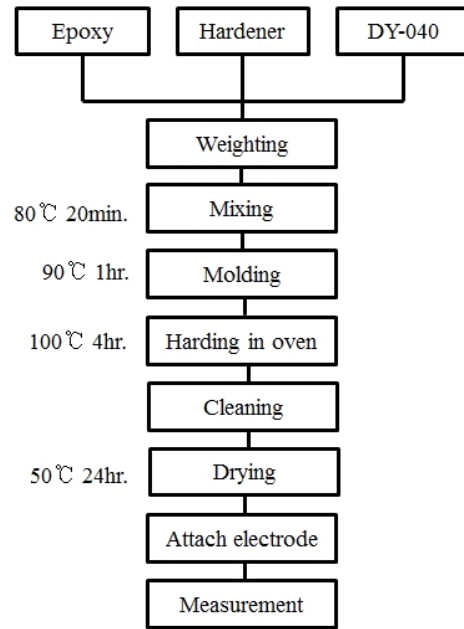 Epoxy
Hardener
DY-040
Weighting
80℃ 20min.
Mixing
90℃ 1hr.
Molding
100℃ 4hr.
Harding in oven
Cleaning
50℃ 24hr.
Drying
Attach electrode
Measurement